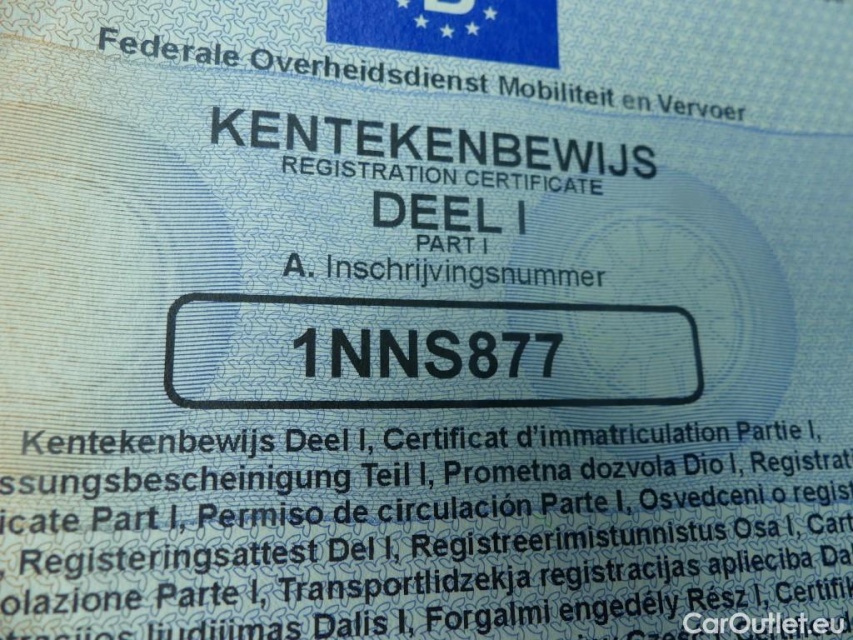 B
Federale Overheidsdienst Mobiliteit en Vervoer
KENTEKENBEWIJS
REGISTRATION CERTIFICATE
DEEL I
PART I
A. Inschrijvingsnummer
1NNS877
Kentekenbewijs Deel I, Certificat d'immatriculation Partie I,
ssungsbescheinigung Teil I, Prometna dozvola Dio I, Registrat
icate Part I, Permiso de circulación Parte I, Osvedceni o regist
, Registeringsattest Del I, Registreerimistunnistus Osa I, Cart
olazione Parte I, Transportlidzekja registracijas aplieciba Da
liudijimas Dalis I, Forgalmi engedély Rész I, Certifik
CarOutlet.eu